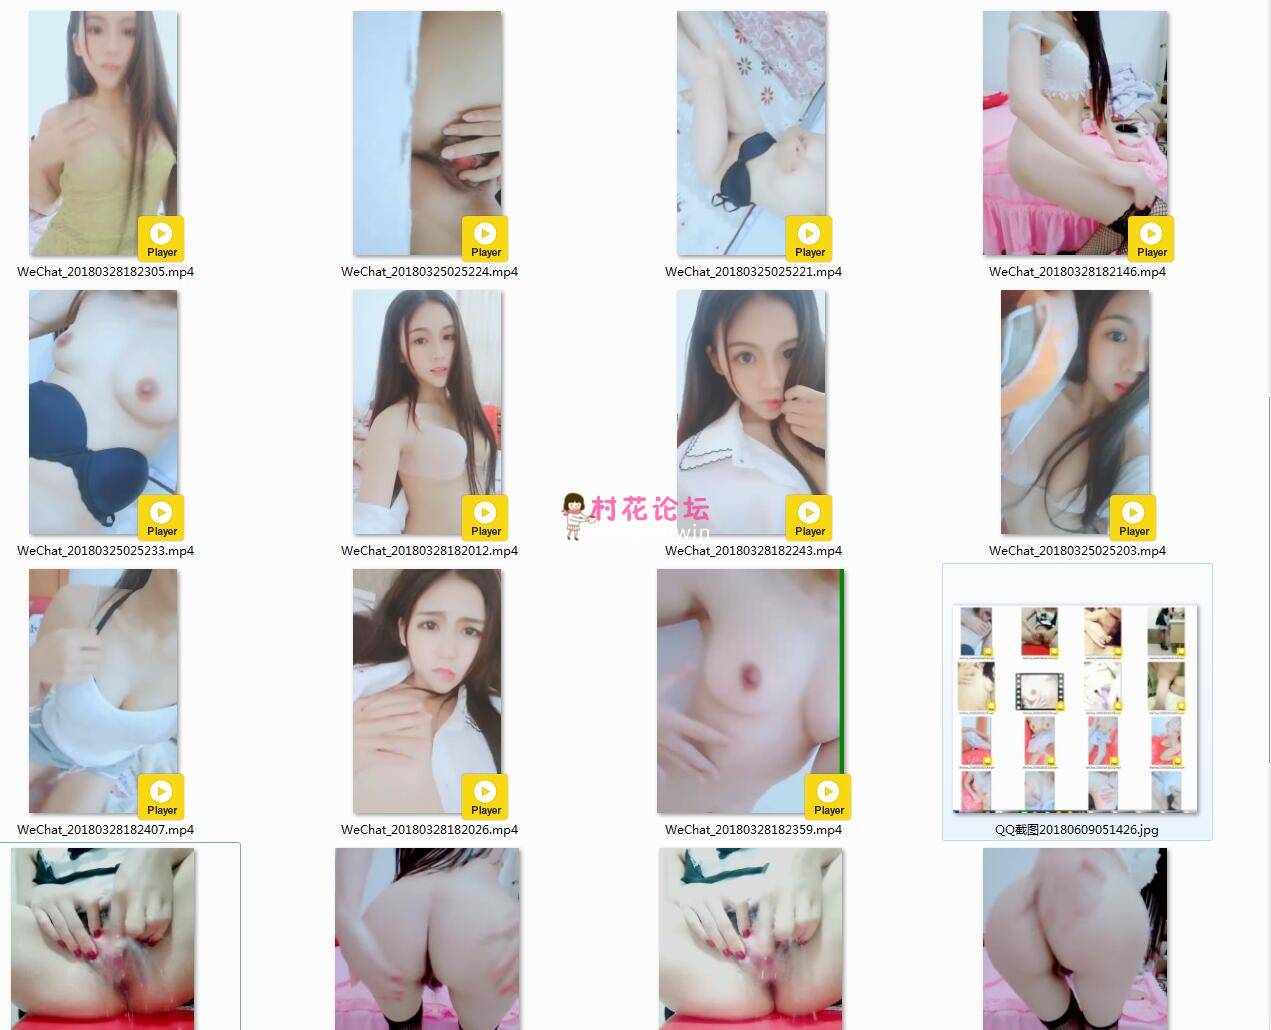 Player
Player
Player
Player
WeChat_20180328182305.mp4
WeChat_20180325025224.mp4
WeChat_20180325025221.mp4
WeChat_20180328182146.mp4
Player
Player
Player
Player
村花论坛
WeChat_20180325025233.mp4
WeChat_20180328182012.mp4
WeChat_20180328182243.mp4
WeChat_20180325025203.mp4
Player
Player
Player
WeChat_20180328182407.mp4
WeChat_20180328182026.mp4
WeChat_20180328182359.mp4
QQ截图20180609051426.jpg